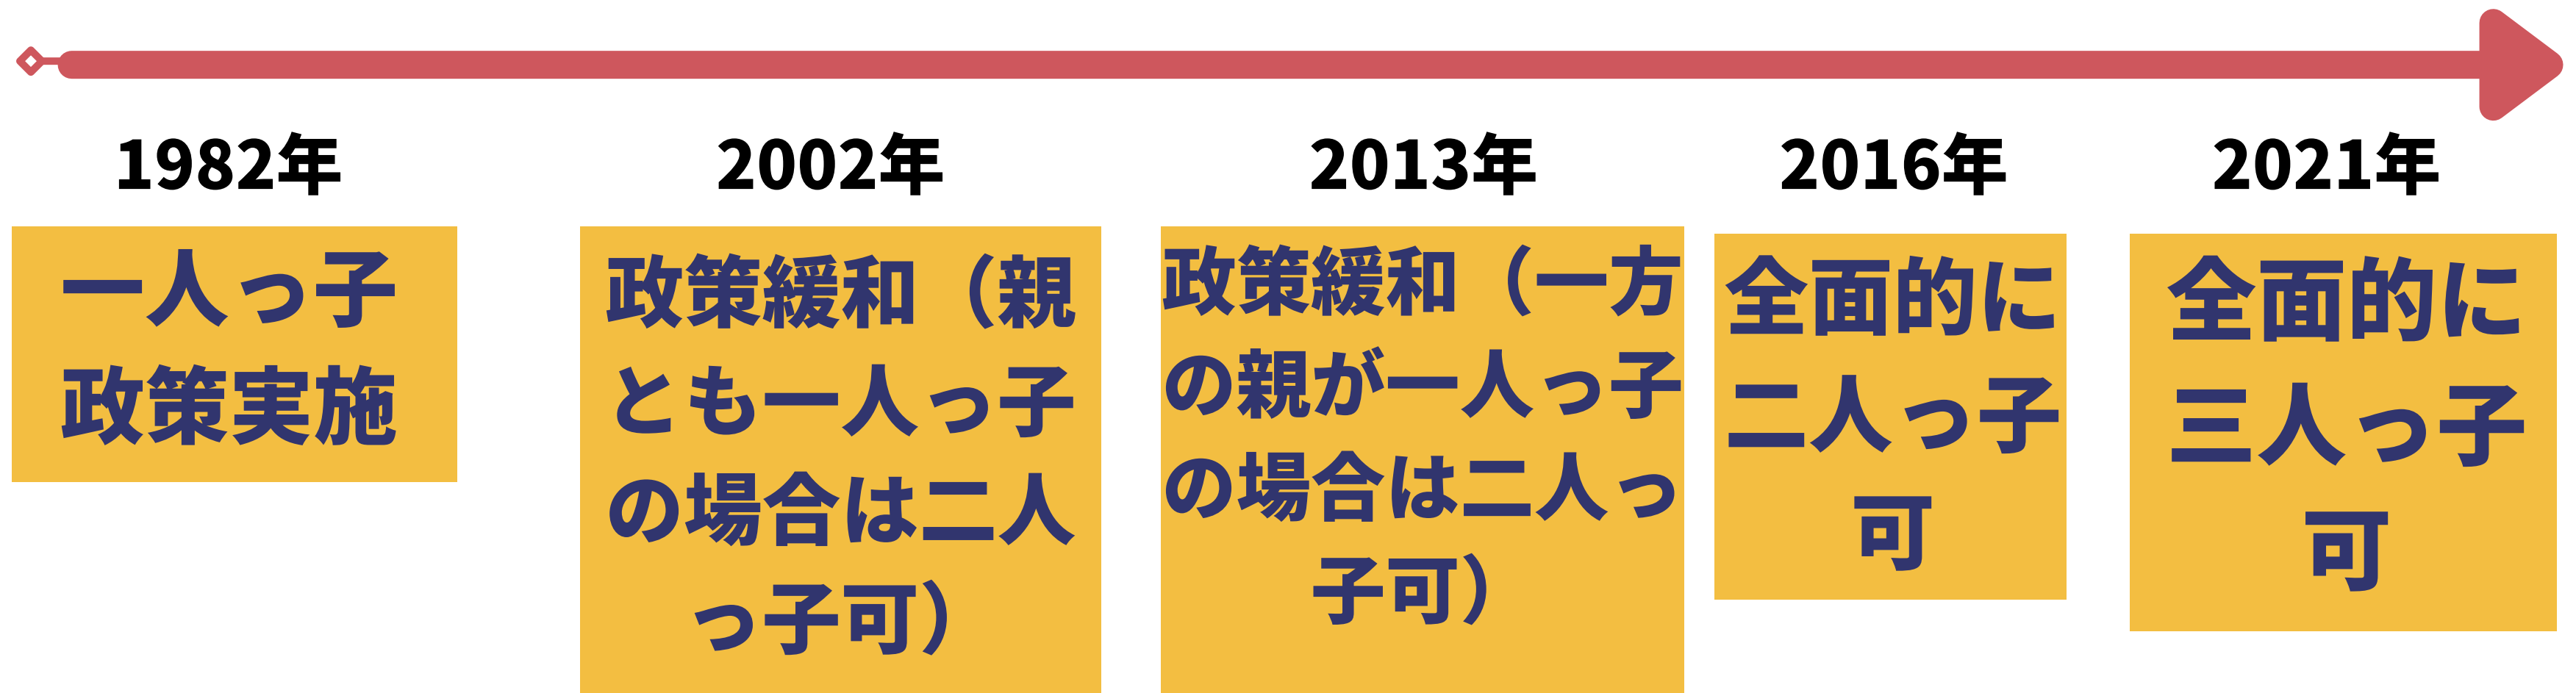 1982年
一人っ子
政策実施
2002年
政策緩和（親
とも一人っ子
の場合は二人
っ子可）
2013年
政策緩和（一方
の親が一人っ子
の場合は二人っ
子可）
2016年
全面的に
二人っ子
可
2021年
全面的に
三人っ子
可